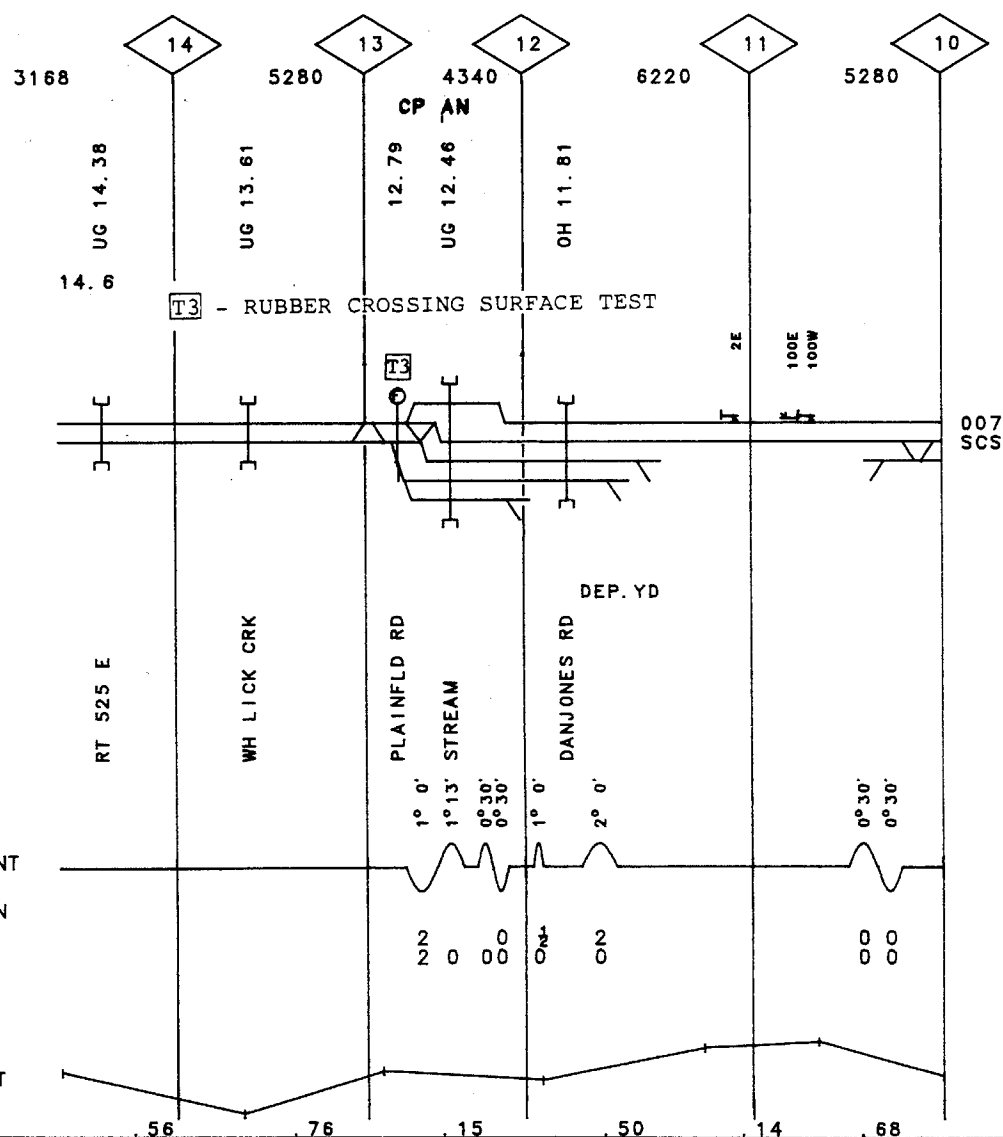 14 13 12 11 10
3168 5280 4340 6220 5280
CP AN
UG 14.38
UG 13.61
12.79
UG 12.46
OH 11.81
14.6
T3 - RUBBER CROSSING SURFACE TEST
2E
100E
100W
T3
007
SCS
DEP.YD
RT 525 E
WH LICK CRK
PLAINFLD RD
STREAM
DANJONES RD
1° 0'
1°13'
0°30'
0°30'
1° 0'
2° 0'
0°30'
0°30'
NT
N
2 0 ½ 2 0 0
2 0 00 0 0 0 0
T
.56 .76 .15 .50 .14 .68